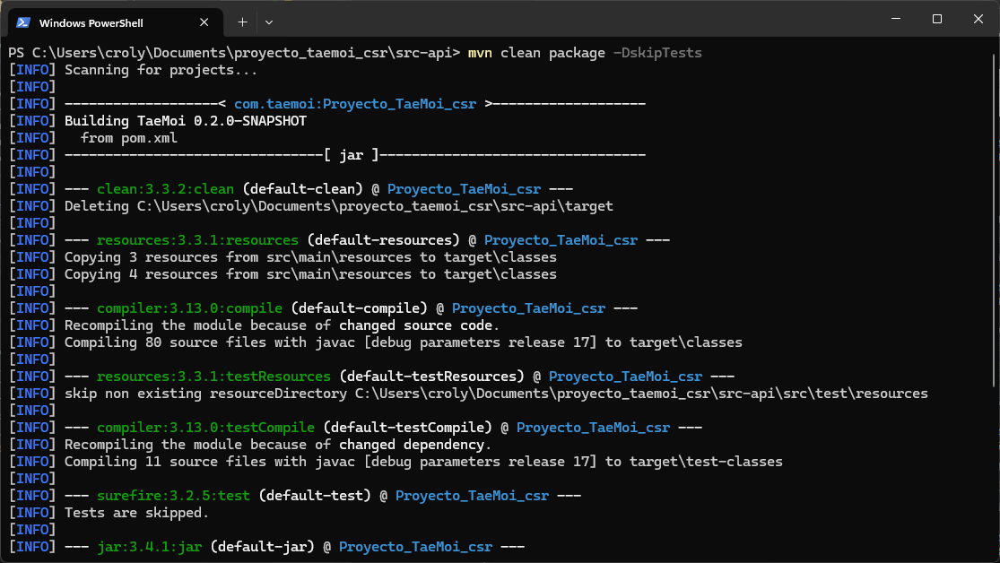 Windows PowerShell
PS C:\Users\croly\Documents\proyecto_taemoi_csr\src-api> mvn clean package -DskipTests
[INFO] Scanning for projects...
[INFO]
[INFO] -------------------< com.taemoi:Proyecto_TaeMoi_csr >-------------------
[INFO] Building TaeMoi 0.2.0-SNAPSHOT
[INFO]   from pom.xml
[INFO] --------------------------------[ jar ]---------------------------------
[INFO]
[INFO] --- clean:3.3.2:clean (default-clean) @ Proyecto_TaeMoi_csr ---
[INFO] Deleting C:\Users\croly\Documents\proyecto_taemoi_csr\src-api\target
[INFO]
[INFO] --- resources:3.3.1:resources (default-resources) @ Proyecto_TaeMoi_csr ---
[INFO] Copying 3 resources from src\main\resources to target\classes
[INFO] Copying 4 resources from src\main\resources to target\classes
[INFO]
[INFO] --- compiler:3.13.0:compile (default-compile) @ Proyecto_TaeMoi_csr ---
[INFO] Recompiling the module because of changed source code.
[INFO] Compiling 80 source files with javac [debug parameters release 17] to target\classes
[INFO]
[INFO] --- resources:3.3.1:testResources (default-testResources) @ Proyecto_TaeMoi_csr ---
[INFO] skip non existing resourceDirectory C:\Users\croly\Documents\proyecto_taemoi_csr\src-api\src\test\resources
[INFO]
[INFO] --- compiler:3.13.0:testCompile (default-testCompile) @ Proyecto_TaeMoi_csr ---
[INFO] Recompiling the module because of changed dependency.
[INFO] Compiling 11 source files with javac [debug parameters release 17] to target\test-classes
[INFO]
[INFO] --- surefire:3.2.5:test (default-test) @ Proyecto_TaeMoi_csr ---
[INFO] Tests are skipped.
[INFO]
[INFO] --- jar:3.4.1:jar (default-jar) @ Proyecto_TaeMoi_csr ---